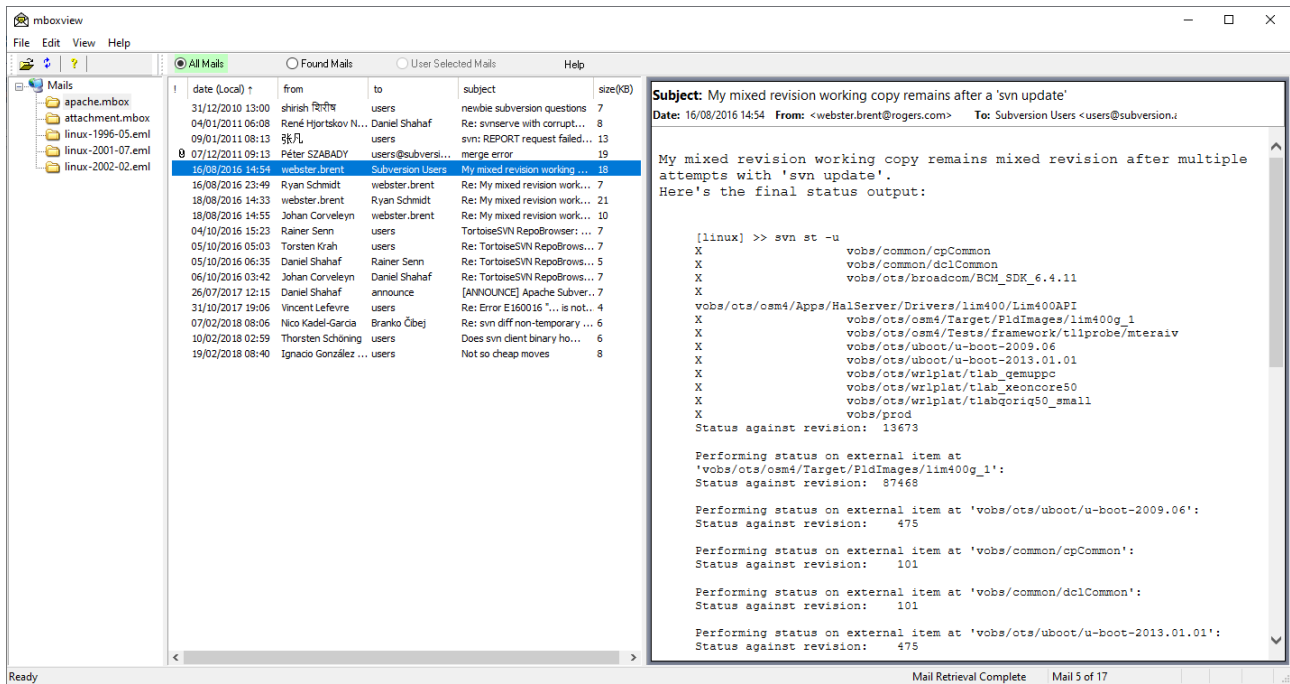 mboxview
File Edit View Help
? All Mails Found Mails User Selected Mails Help
Mails
apache.mbox
attachment.mbox
linux-1996-05.eml
linux-2001-07.eml
linux-2002-02.eml
! date (Local) ↑ from to subject size(KB)
31/12/2010 13:00 shirish शिरीष users newbie subversion questions 7
04/01/2011 06:08 René Hjortskov N... Daniel Shahaf Re: svnserve with corrupt... 8
09/01/2011 08:13 张凡 users svn: REPORT request failed... 13
07/12/2011 09:13 Péter SZABADY users@subversi... merge error 19
16/08/2016 14:54 webster.brent Subversion Users My mixed revision working ... 18
16/08/2016 23:49 Ryan Schmidt webster.brent Re: My mixed revision work... 7
18/08/2016 14:33 webster.brent Ryan Schmidt Re: My mixed revision work... 21
18/08/2016 14:55 Johan Corveleyn webster.brent Re: My mixed revision work... 10
04/10/2016 15:23 Rainer Senn users TortoiseSVN RepoBrowser: ... 7
05/10/2016 05:03 Torsten Krah users Re: TortoiseSVN RepoBrows... 7
05/10/2016 06:35 Daniel Shahaf Rainer Senn Re: TortoiseSVN RepoBrows... 5
06/10/2016 03:42 Johan Corveleyn Daniel Shahaf Re: TortoiseSVN RepoBrows... 7
26/07/2017 12:15 Daniel Shahaf announce [ANNOUNCE] Apache Subver... 7
31/10/2017 19:06 Vincent Lefevre users Re: Error E160016 "... is not... 4
07/02/2018 08:06 Nico Kadel-Garcia Branko Čibej Re: svn diff non-temporary ... 6
10/02/2018 02:59 Thorsten Schöning users Does svn client binary ho... 6
19/02/2018 08:40 Ignacio González ... users Not so cheap moves 8
Subject: My mixed revision working copy remains after a 'svn update'
Date: 16/08/2016 14:54 From: <webster.brent@rogers.com> To: Subversion Users <users@subversion.a
My mixed revision working copy remains mixed revision after multiple
attempts with 'svn update'.
Here's the final status output:
[linux] >> svn st -u
X vobs/common/cpCommon
X vobs/common/dclCommon
X vobs/ots/broadcom/BCM_SDK_6.4.11
X
vobs/ots/osm4/Apps/HalServer/Drivers/lim400/Lim400API
X vobs/ots/osm4/Target/PldImages/lim400g_1
X vobs/ots/osm4/Tests/framework/tl1probe/mteraiv
X vobs/ots/uboot/u-boot-2009.06
X vobs/ots/uboot/u-boot-2013.01.01
X vobs/ots/wrlplat/tlab_qemuppc
X vobs/ots/wrlplat/tlab_xeoncore50
X vobs/ots/wrlplat/tlabqoriq50_small
X vobs/prod
Status against revision: 13673
Performing status on external item at
'vobs/ots/osm4/Target/PldImages/lim400g_1':
Status against revision: 87468
Performing status on external item at 'vobs/ots/uboot/u-boot-2009.06':
Status against revision: 475
Performing status on external item at 'vobs/common/cpCommon':
Status against revision: 101
Performing status on external item at 'vobs/common/dclCommon':
Status against revision: 101
Performing status on external item at 'vobs/ots/uboot/u-boot-2013.01.01':
Status against revision: 475
Ready Mail Retrieval Complete Mail 5 of 17